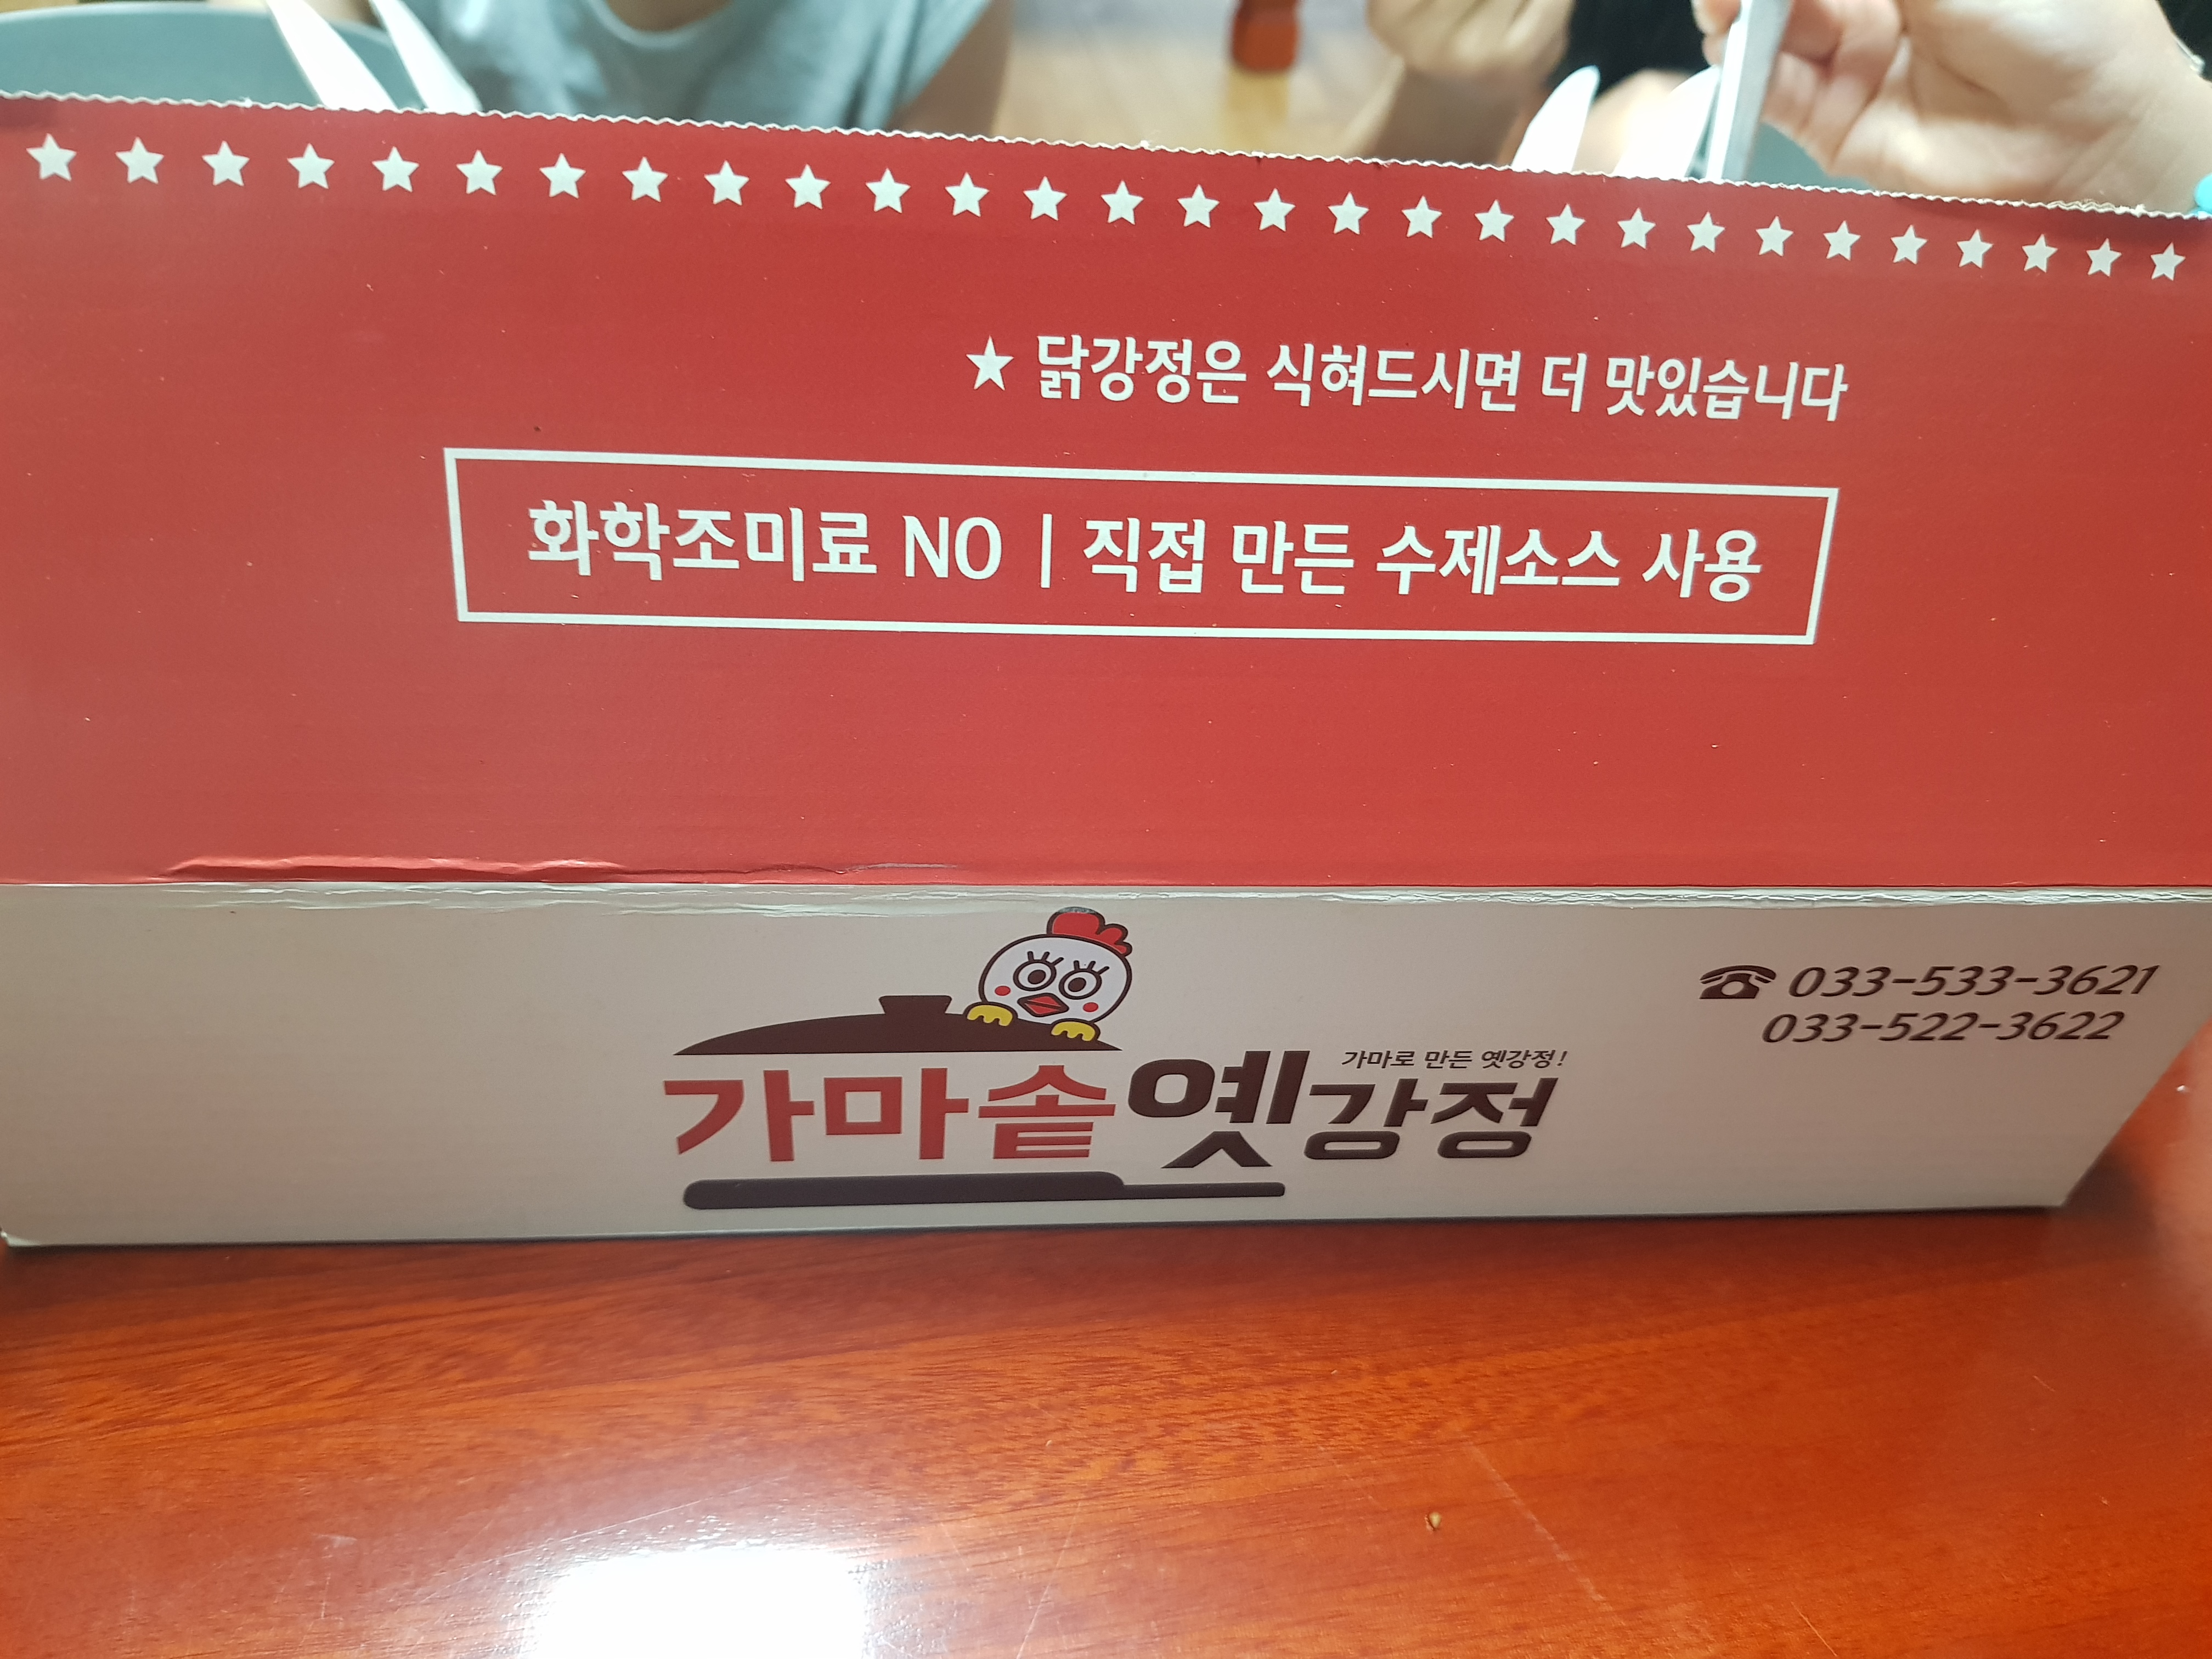 ★ 닭강정은 식혀드시면 더 맛있습니다
화학조미료 NO | 직접 만든 수제소스 사용
☎ 033-533-3621
033-522-3622
가마로 만든 옛강정!
가마솥옛강정